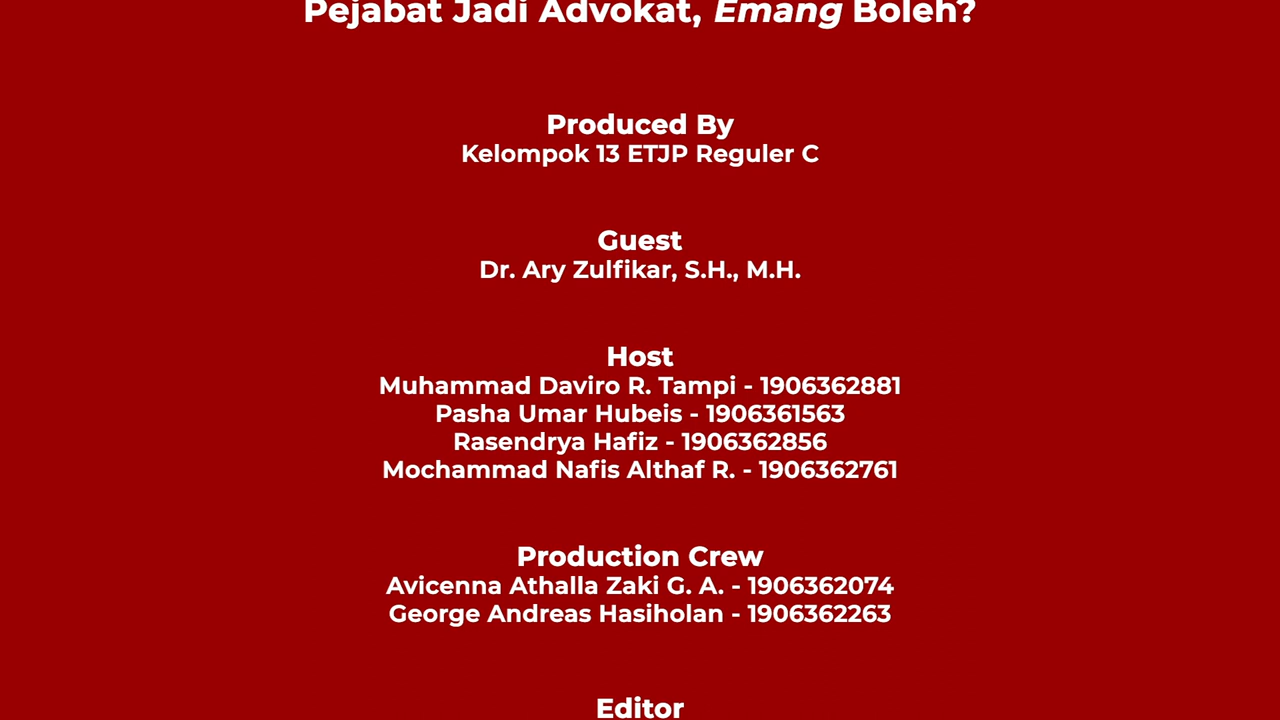 Pejabat Jadi Advokat, Emang Boleh?
Produced By
Kelompok 13 ETJP Reguler C
Guest
Dr. Ary Zulfikar, S.H., M.H.
Host
Muhammad Daviro R. Tampi - 1906362881
Pasha Umar Hubeis - 1906361563
Rasendrya Hafiz - 1906362856
Mochammad Nafis Althaf R. - 1906362761
Production Crew
Avicenna Athalla Zaki G. A. - 1906362074
George Andreas Hasiholan - 1906362263
Editor